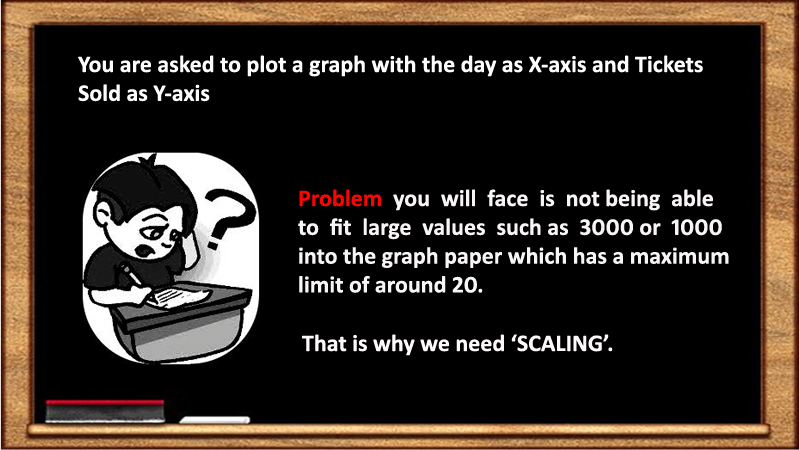 You are asked to plot a graph with the day as X-axis and Tickets
Sold as Y-axis
?
Problem you will face is not being able
to fit large values such as 3000 or 1000
into the graph paper which has a maximum
limit of around 20.
That is why we need ‘SCALING’.